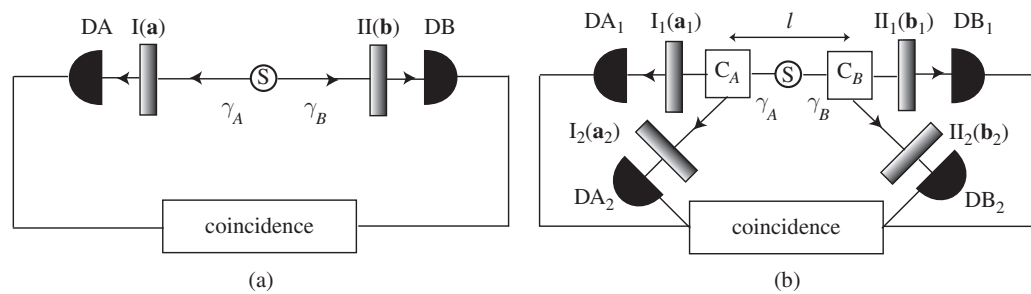 DA I(a) II(b) DB
S
γA γB
coincidence
(a)
DA1 I1(a1) l II1(b1) DB1
CA S CB
γA γB
I2(a2) II2(b2)
DA2 DB2
coincidence
(b)